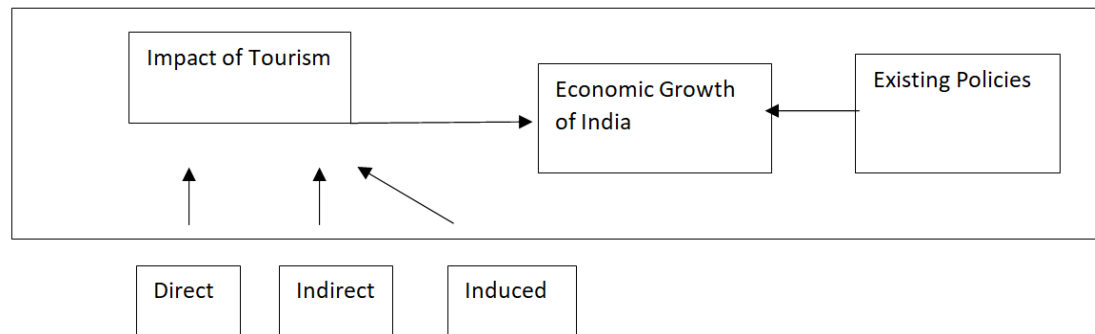 Impact of Tourism
Economic Growth
of India
Existing Policies
Direct
Indirect
Induced